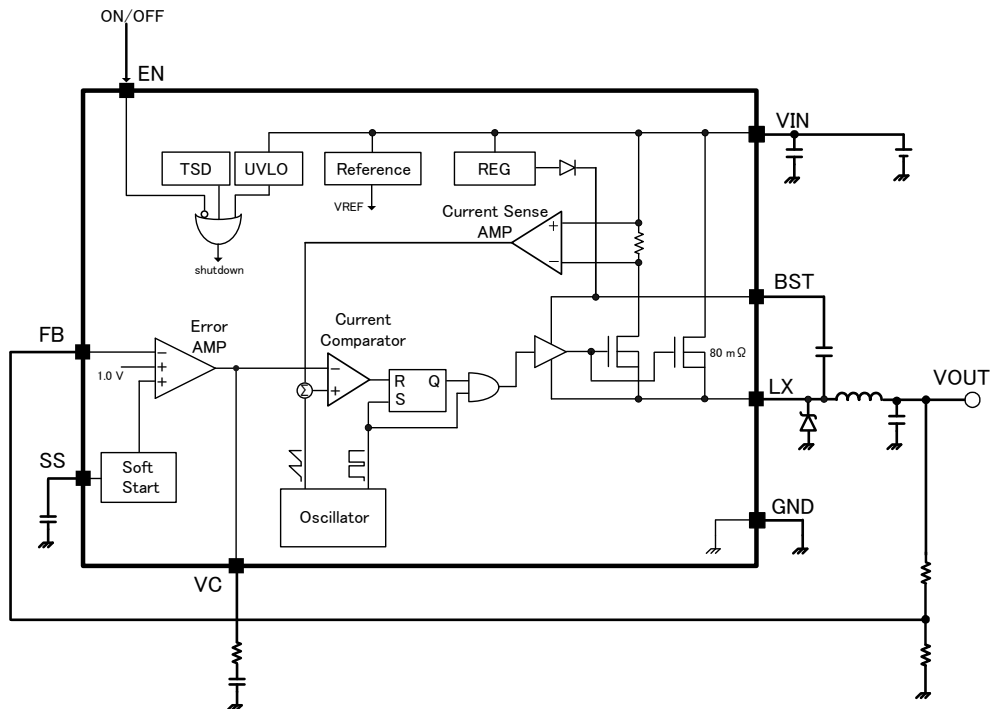 ON/OFF
EN
VIN
TSD
UVLO
Reference
REG
VREF
Current Sense
AMP
+
−
shutdown
BST
FB
Error
AMP
Current
Comparator
−
+
+
1.0 V
−
+
Σ
R Q
S
80 mΩ
LX
VOUT
SS
Soft
Start
Oscillator
GND
VC